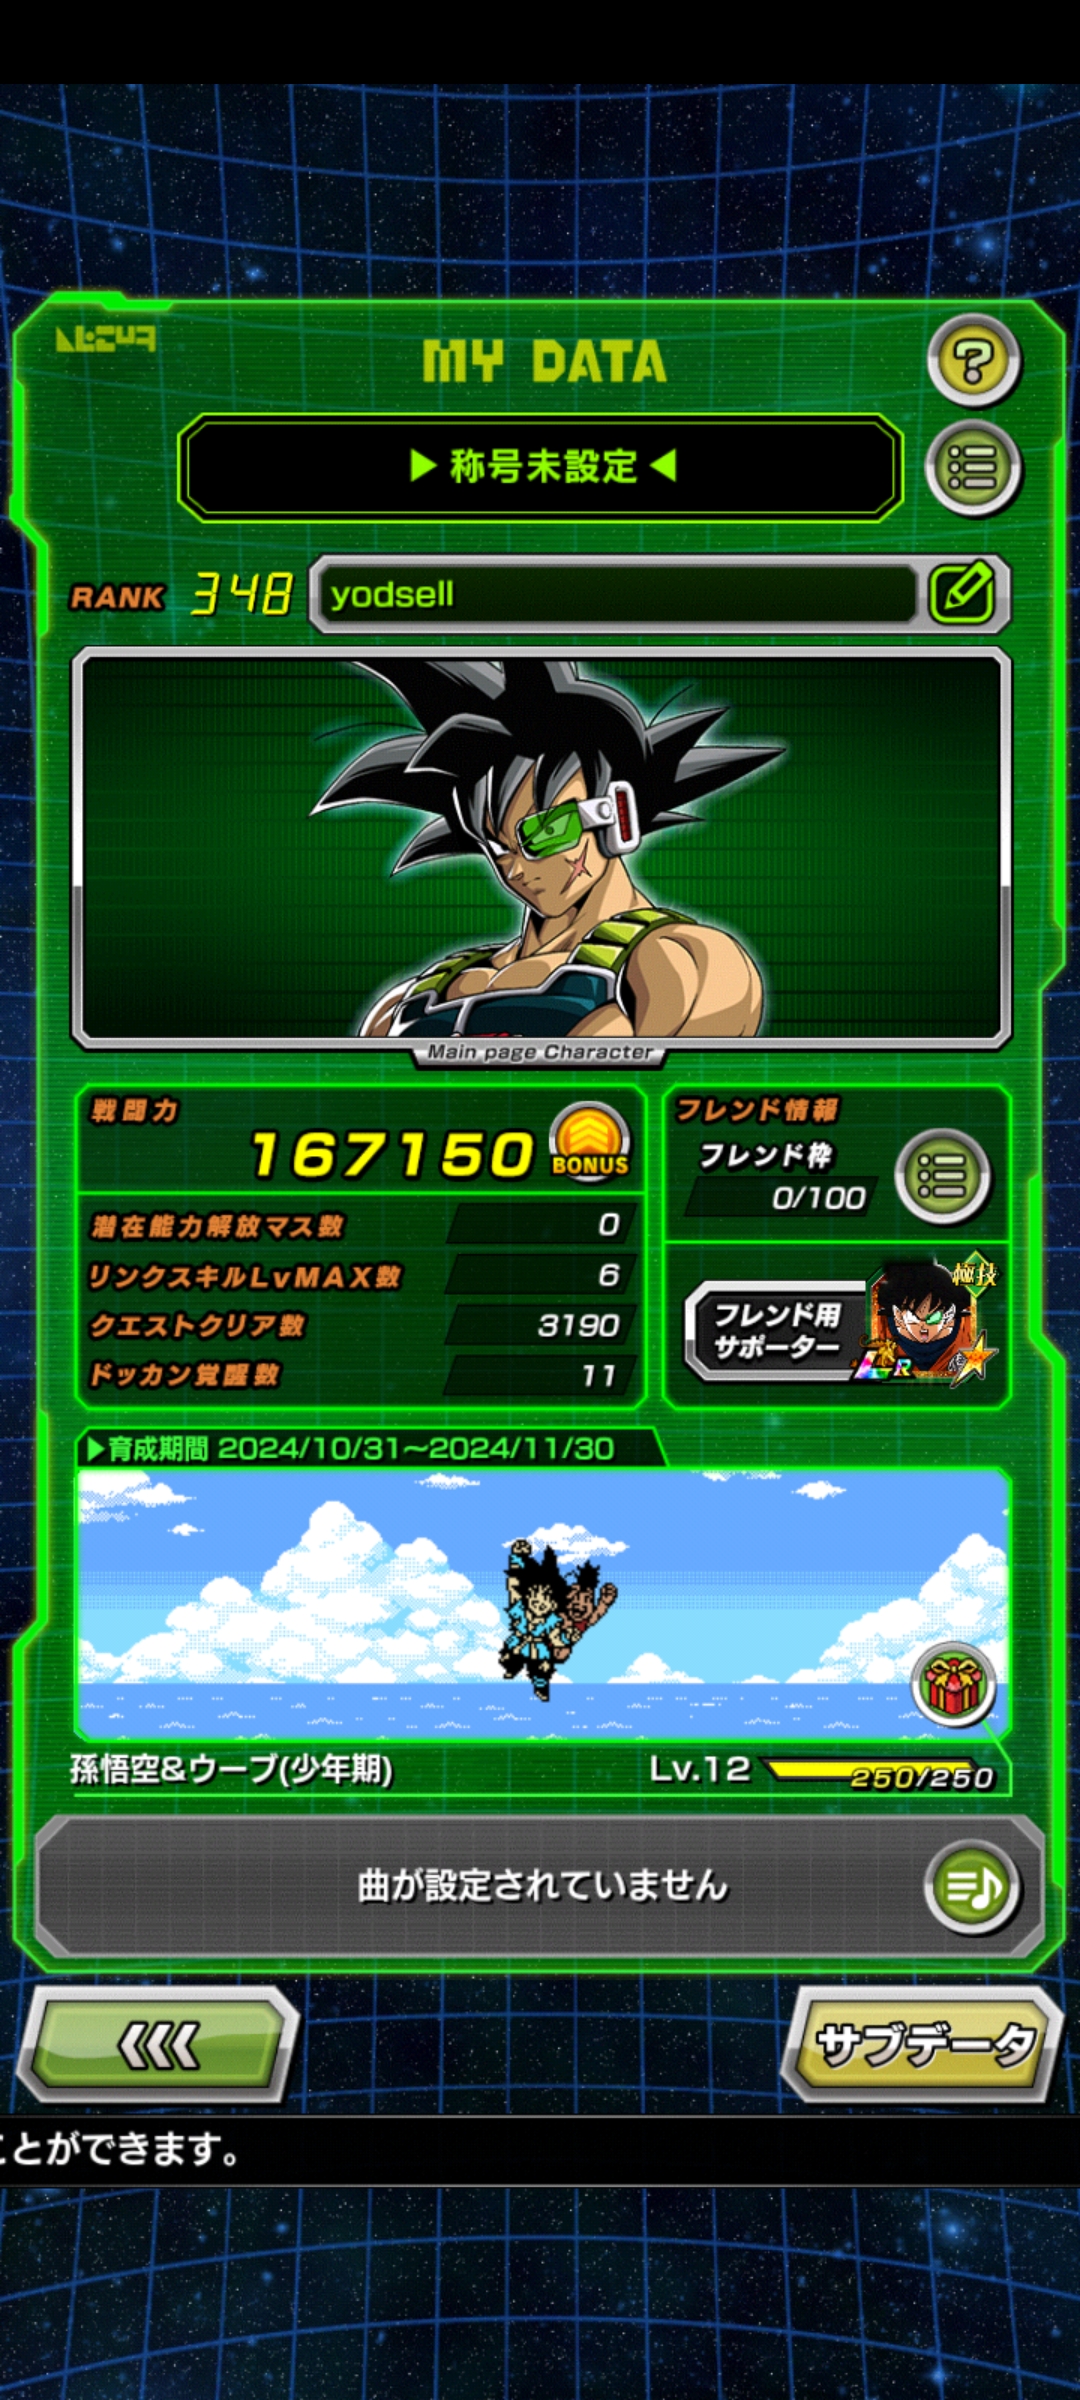 MY DATA
▶称号未設定◀
RANK 348 yodsell
Main page Character
戦闘力
167150
BONUS
潜在能力解放マス数 0
リンクスキルLvMAX数 6
クエストクリア数 3190
ドッカン覚醒数 11
フレンド情報
フレンド枠
0/100
フレンド用
サポーター
極技
LR
▶育成期間 2024/10/31~2024/11/30
孫悟空&ウーブ(少年期) Lv.12 250/250
曲が設定されていません
サブデータ
ことができます。